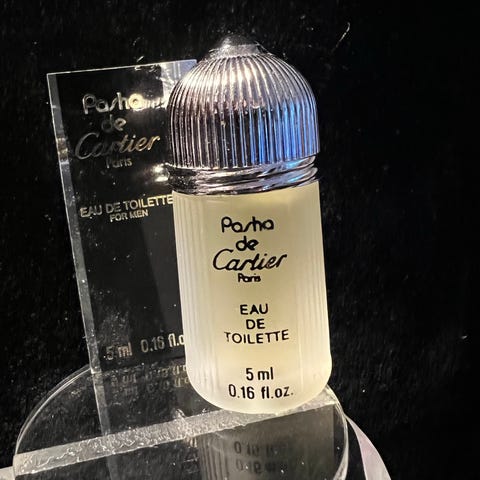 Pasha
de
Cartier
Paris
EAU DE TOILETTE
FOR MEN
5 ml 0.16 fl.o
Pasha
de
Cartier
Paris
EAU
DE
TOILETTE
5 ml
0.16 fl.oz.